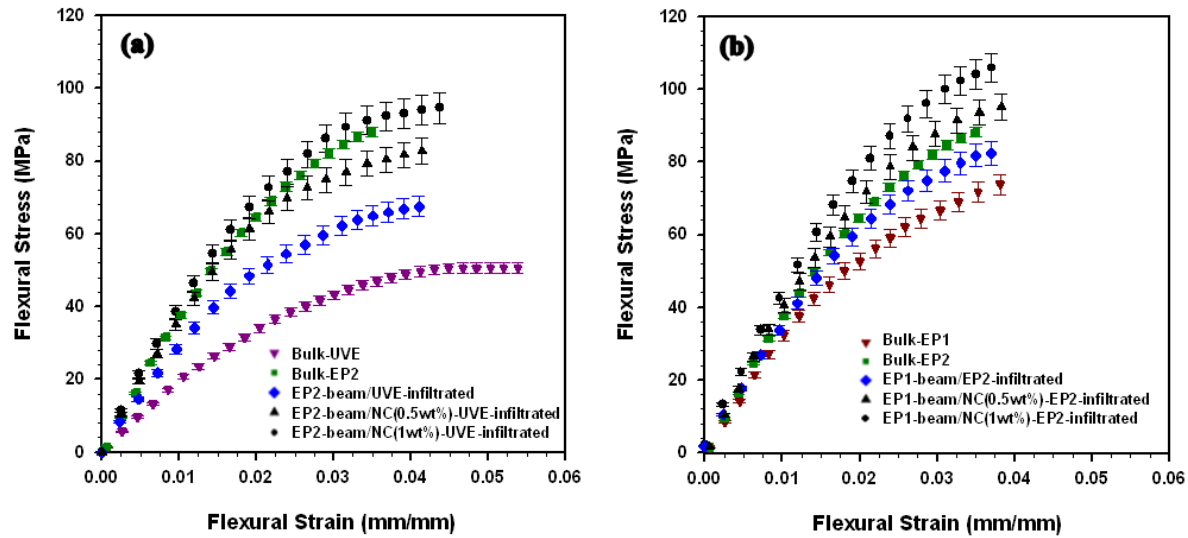 (a)
Flexural Stress (MPa)
120
100
80
60
40
20
0
Bulk-UVE
Bulk-EP2
EP2-beam/UVE-infiltrated
EP2-beam/NC(0.5wt%)-UVE-infiltrated
EP2-beam/NC(1wt%)-UVE-infiltrated
0.00 0.01 0.02 0.03 0.04 0.05 0.06
Flexural Strain (mm/mm)
(b)
Flexural Stress (MPa)
120
100
80
60
40
20
0
Bulk-EP1
Bulk-EP2
EP1-beam/EP2-infiltrated
EP1-beam/NC(0.5wt%)-EP2-infiltrated
EP1-beam/NC(1wt%)-EP2-infiltrated
0.00 0.01 0.02 0.03 0.04 0.05 0.06
Flexural Strain (mm/mm)